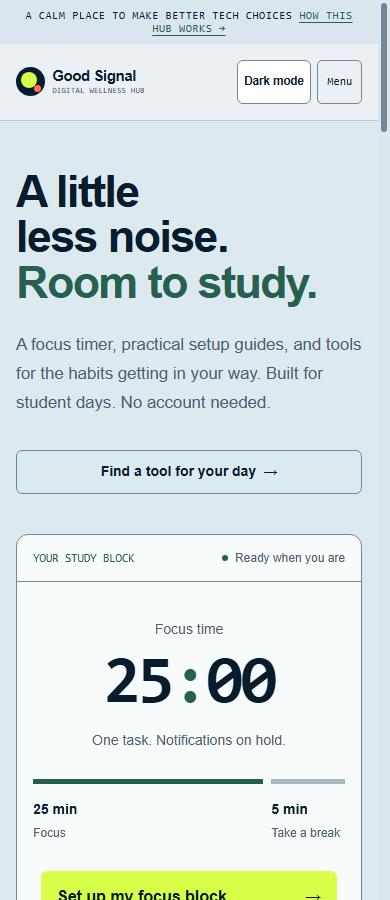 A CALM PLACE TO MAKE BETTER TECH CHOICES HOW THIS
HUB WORKS →
Good Signal
DIGITAL WELLNESS HUB
Dark mode
Menu
A little
less noise.
Room to study.
A focus timer, practical setup guides, and tools
for the habits getting in your way. Built for
student days. No account needed.
Find a tool for your day →
YOUR STUDY BLOCK
Ready when you are
Focus time
25:00
One task. Notifications on hold.
25 min
5 min
Focus
Take a break
Set up my focus block →